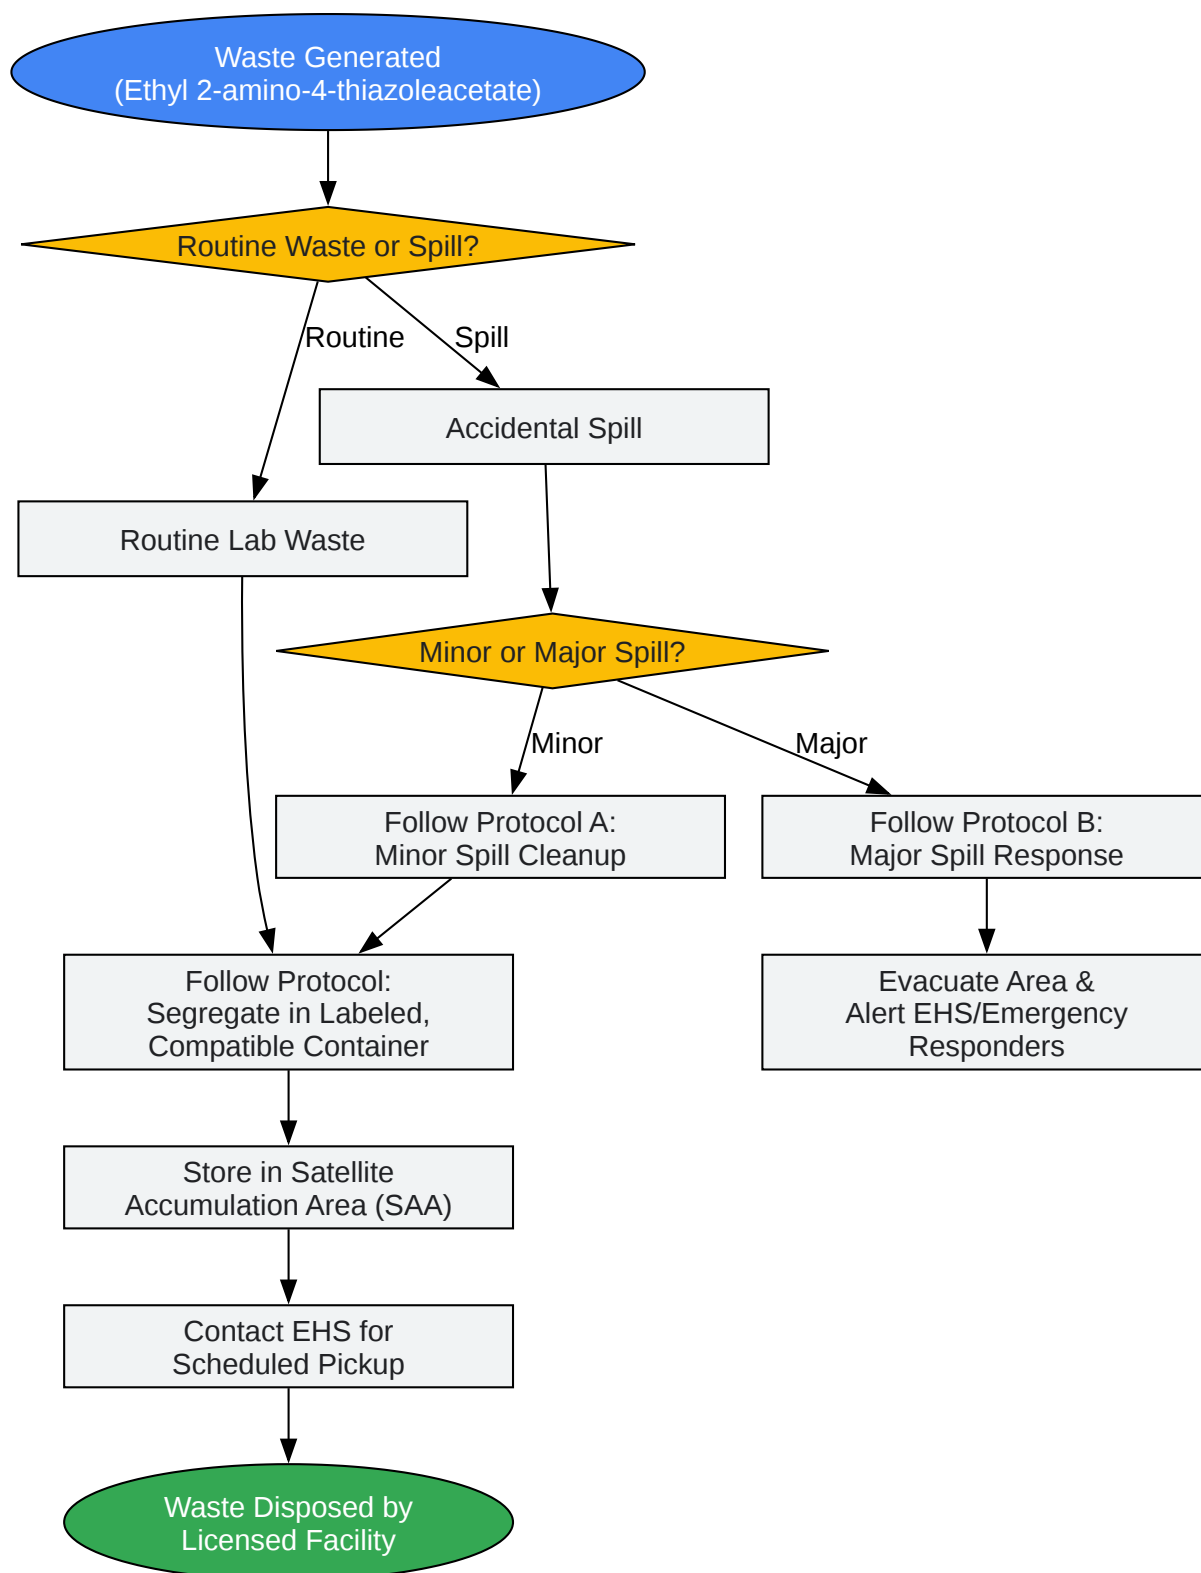 Waste Generated
(Ethyl 2-amino-4-thiazoleacetate)
Routine Waste or Spill?
Routine
Spill
Accidental Spill
Routine Lab Waste
Minor or Major Spill?
Minor
Major
Follow Protocol A:
Minor Spill Cleanup
Follow Protocol B:
Major Spill Response
Follow Protocol:
Segregate in Labeled,
Compatible Container
Evacuate Area &
Alert EHS/Emergency
Responders
Store in Satellite
Accumulation Area (SAA)
Contact EHS for
Scheduled Pickup
Waste Disposed by
Licensed Facility